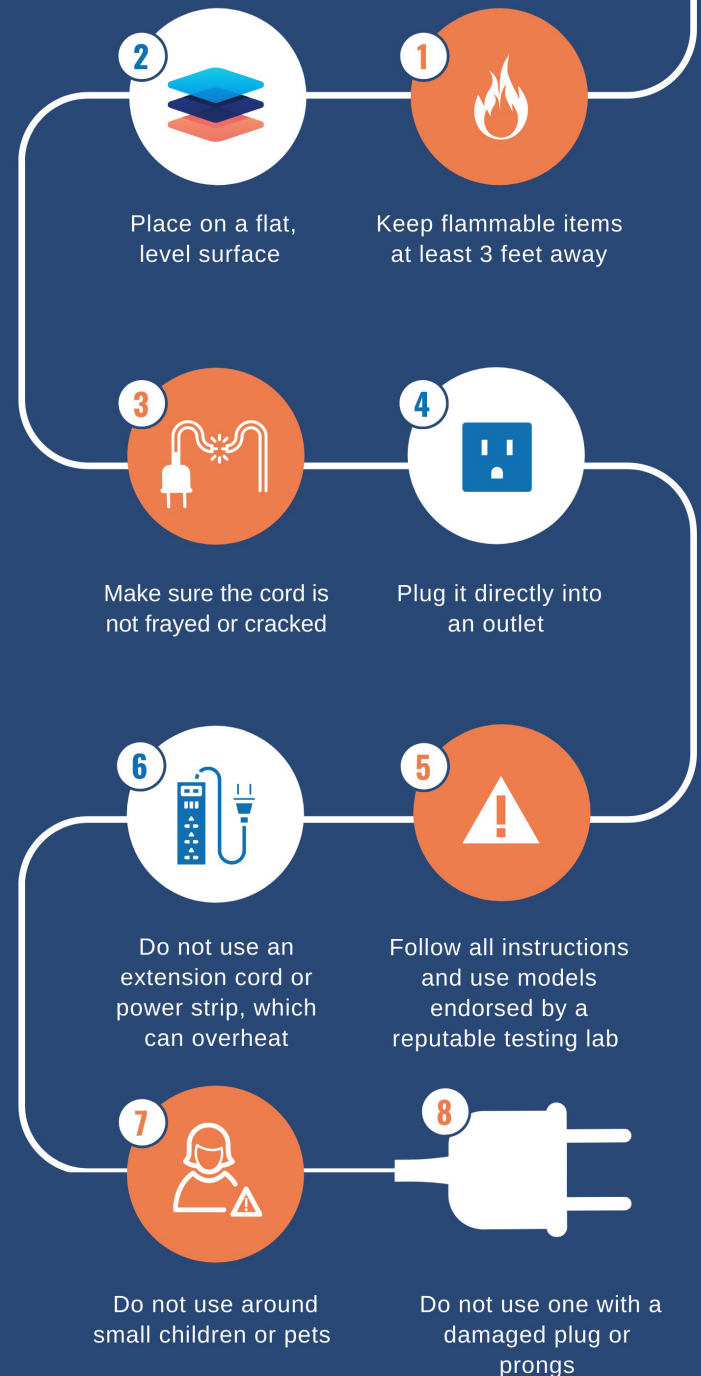 1
Keep flammable items
at least 3 feet away
2
Place on a flat,
level surface
3
Make sure the cord is
not frayed or cracked
4
Plug it directly into
an outlet
5
Follow all instructions
and use models
endorsed by a
reputable testing lab
6
Do not use an
extension cord or
power strip, which
can overheat
7
Do not use around
small children or pets
8
Do not use one with a
damaged plug or
prongs